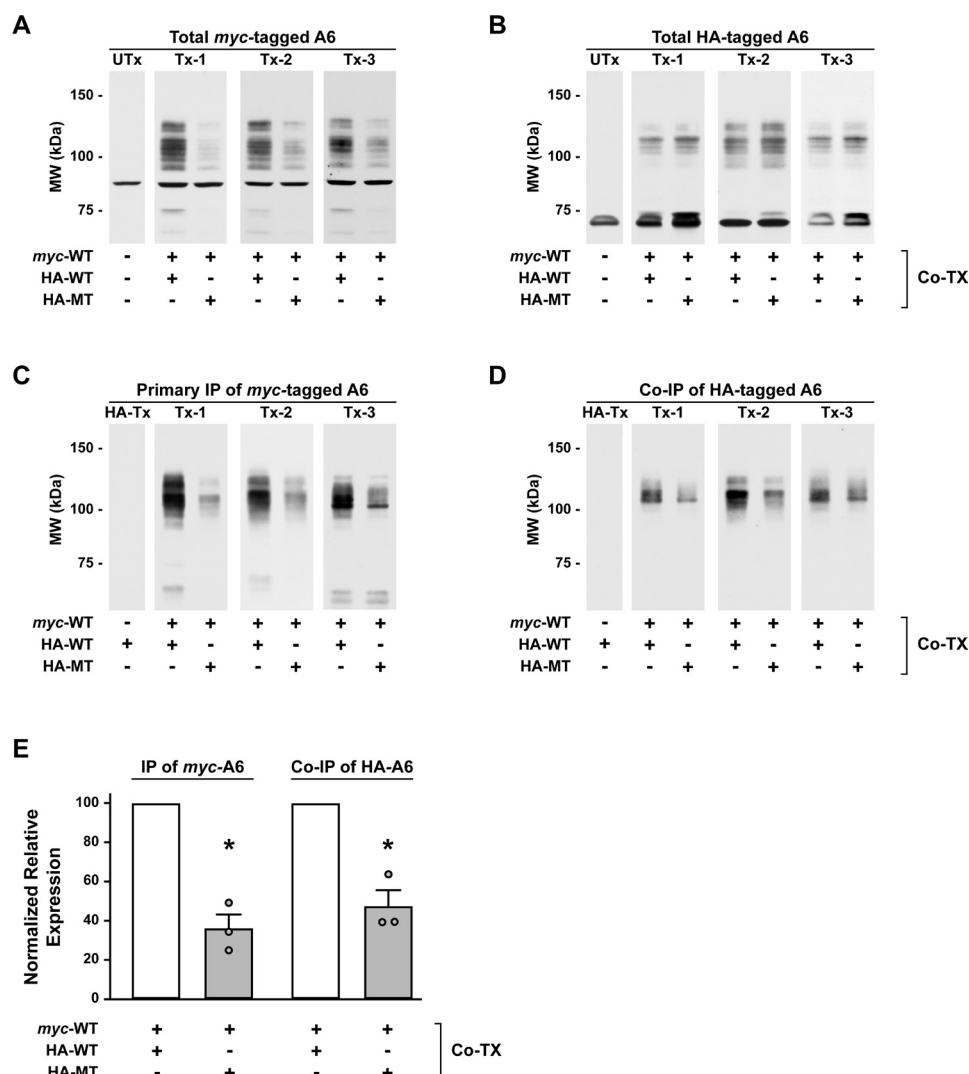 A
Total myc-tagged A6
UTx Tx-1 Tx-2 Tx-3
MW (kDa)
150 -
100 -
75 -
myc-WT - + + + + + +
HA-WT - + - + - + -
HA-MT - - + - + - +
B
Total HA-tagged A6
UTx Tx-1 Tx-2 Tx-3
MW (kDa)
150 -
100 -
75 -
myc-WT - + + + + + +
HA-WT - + - + - + -
HA-MT - - + - + - +
Co-TX
C
Primary IP of myc-tagged A6
HA-Tx Tx-1 Tx-2 Tx-3
MW (kDa)
150 -
100 -
75 -
myc-WT - + + + + + +
HA-WT + + - + - + -
HA-MT - - + - + - +
D
Co-IP of HA-tagged A6
HA-Tx Tx-1 Tx-2 Tx-3
MW (kDa)
150 -
100 -
75 -
myc-WT - + + + + + +
HA-WT + + - + - + -
HA-MT - - + - + - +
Co-TX
E
IP of myc-A6 Co-IP of HA-A6
Normalized Relative
Expression
100
80
60
40
20
0
* *
myc-WT + + + +
HA-WT + - + -
HA-MT - + - +
Co-TX